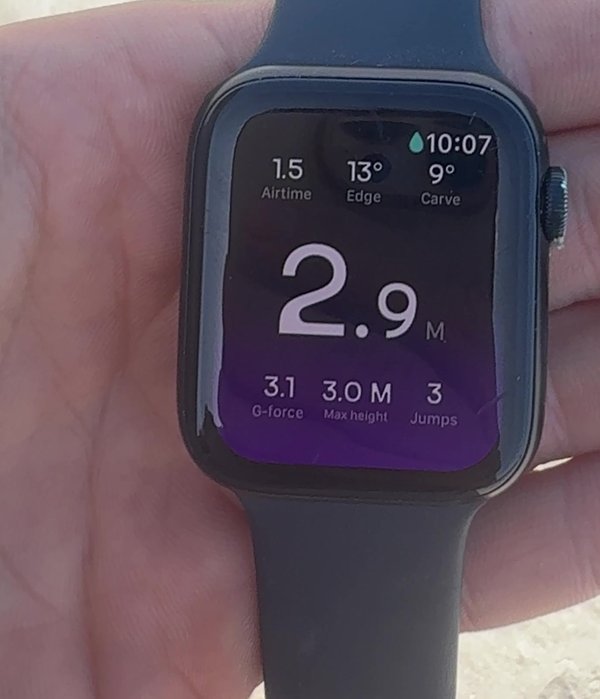 10:07
1.5 13° 9°
Airtime Edge Carve
2.9 M
3.1 3.0 M 3
G-force Max height Jumps